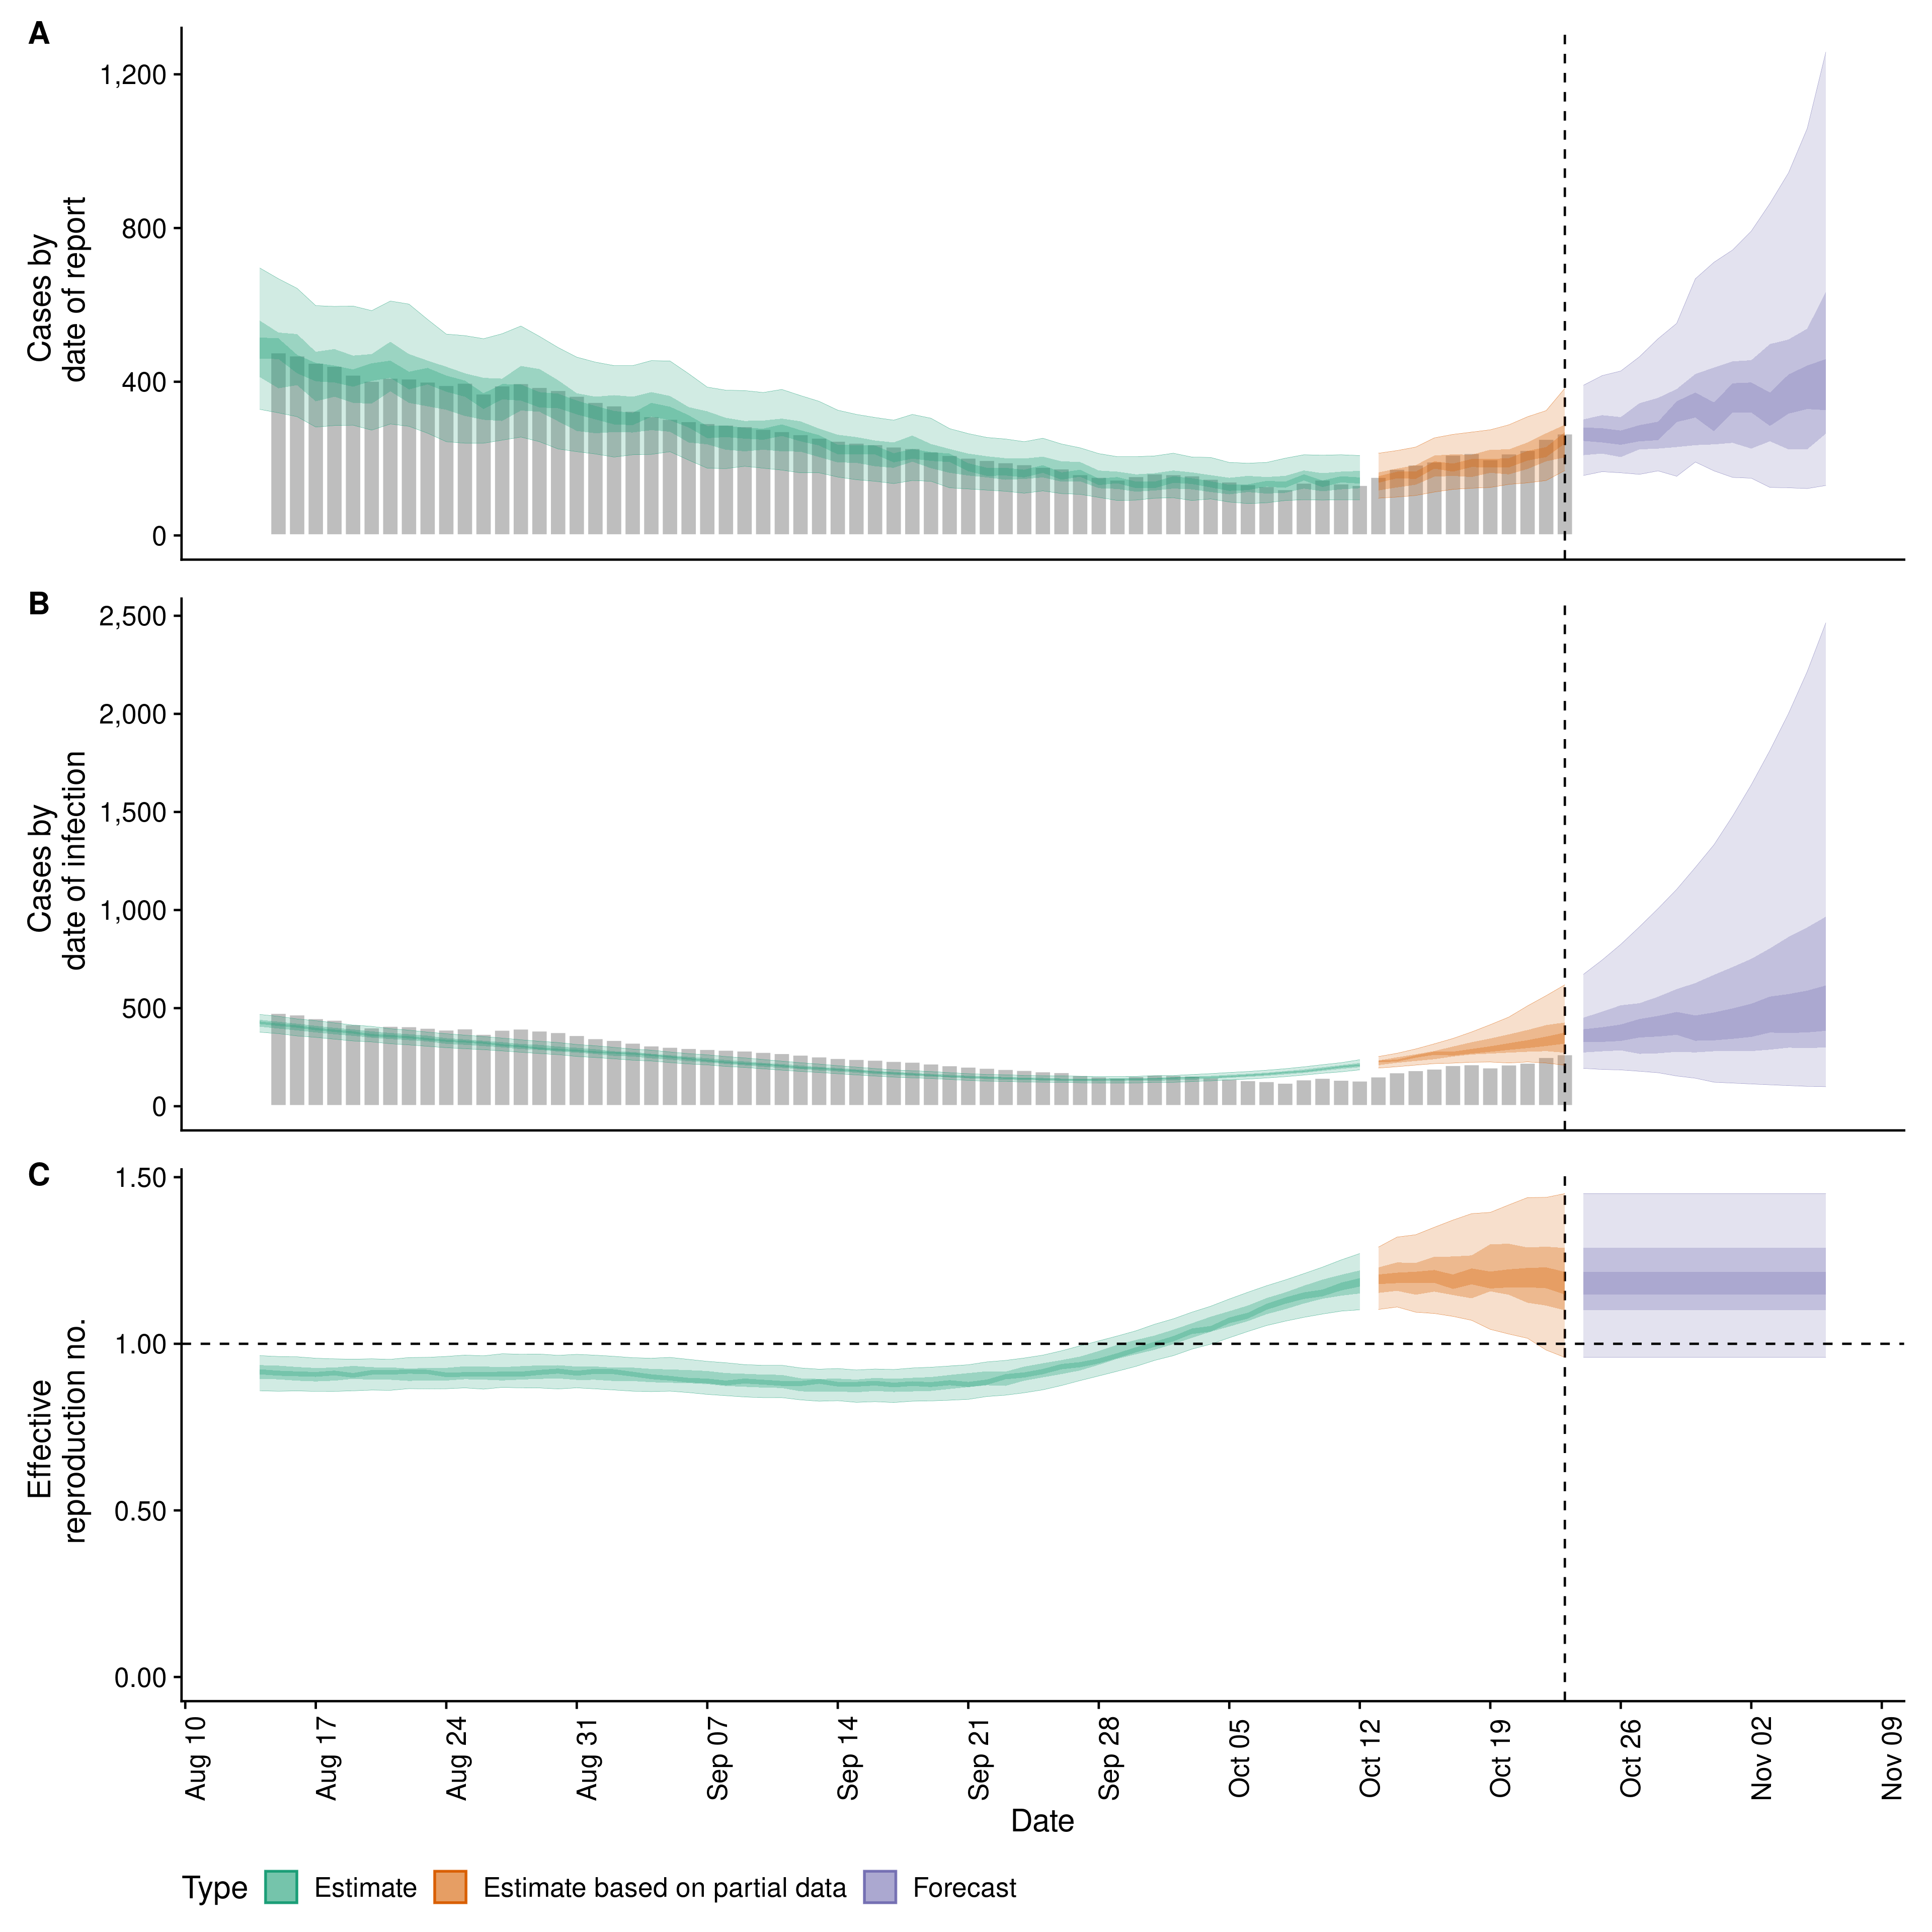 A
Cases by
date of report
1,200
800
400
0
B
Cases by
date of infection
2,500
2,000
1,500
1,000
500
0
C
Effective
reproduction no.
1.50
1.00
0.50
0.00
Aug 10
Aug 17
Aug 24
Aug 31
Sep 07
Sep 14
Sep 21
Sep 28
Oct 05
Oct 12
Oct 19
Oct 26
Nov 02
Nov 09
Date
Type Estimate Estimate based on partial data Forecast